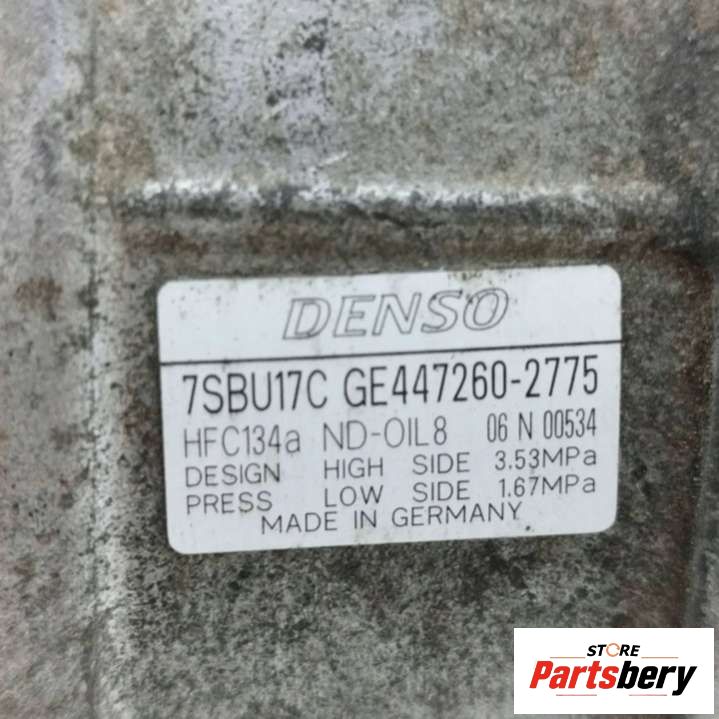 DENSO
7SBU17C GE447260-2775
HFC134a ND-OIL8 06 N 00534
DESIGN HIGH SIDE 3.53MPa
PRESS LOW SIDE 1.67MPa
MADE IN GERMANY
STORE
Partsbery